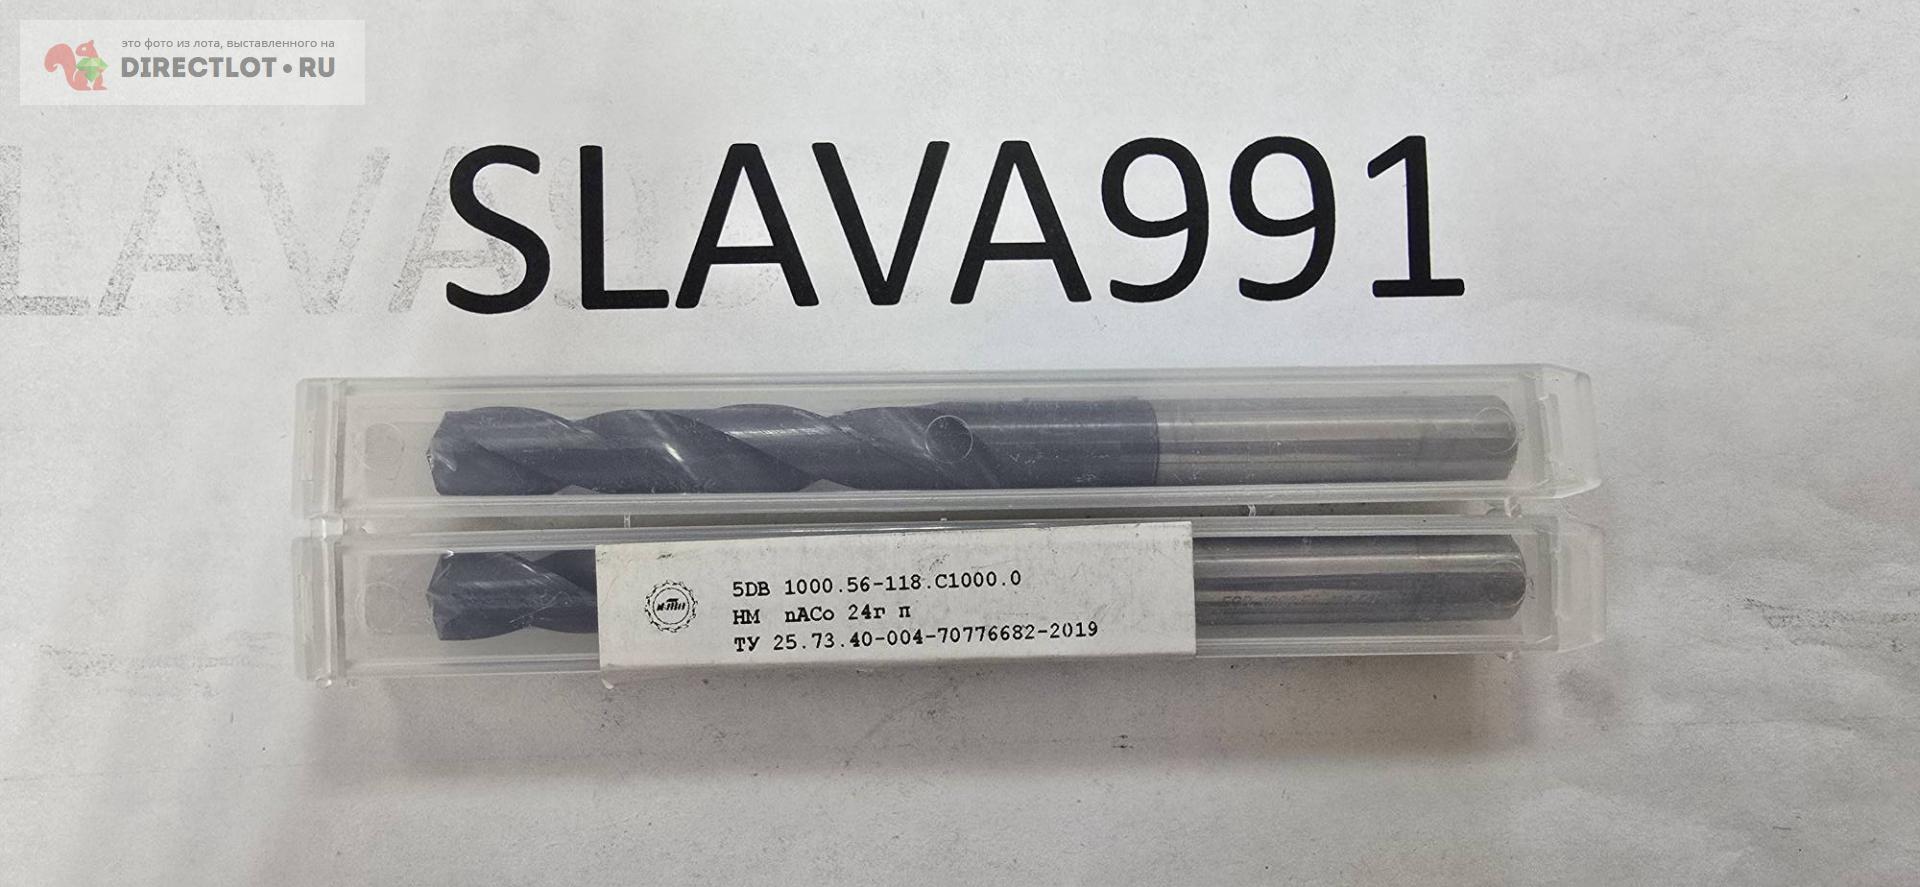 это фото из лота, выставленного на
DIRECTLOT•RU
SLAVA991
LAVA9
5DB 1000.56-118.C1000.0
HM nACo 24г п
ТУ 25.73.40-004-70776682-2019